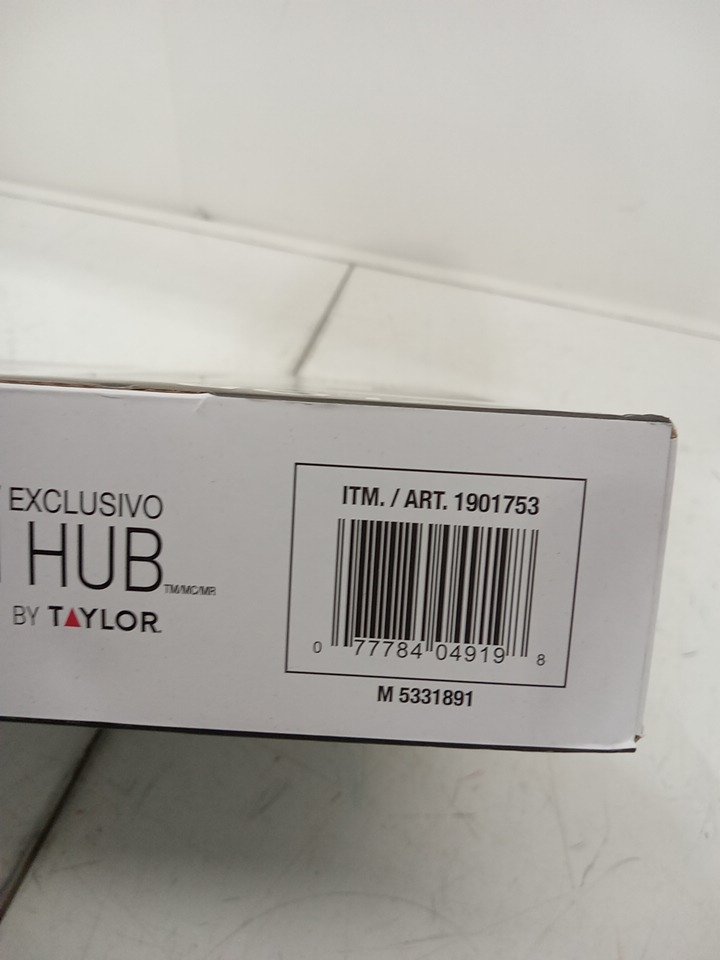 EXCLUSIVO
HUB TM/MC/MR
BY TAYLOR
ITM. / ART. 1901753
0 77784 04919 8
M 5331891